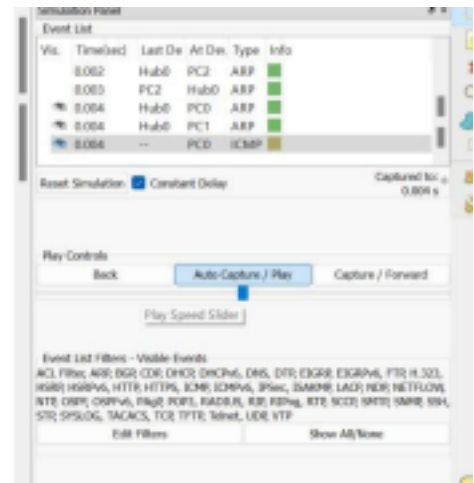 Simulation Panel
Event List
Vis. Time(sec) Last De At Dev. Type Info
0.002 Hub0 PC2 ARP
0.003 PC2 Hub0 ARP
0.004 Hub0 PC0 ARP
0.004 Hub0 PC1 ARP
0.004 -- PC0 ICMP
Reset Simulation Constant Delay Captured to:
0.004 s
Play Controls
Back Auto Capture / Play Capture / Forward
Play Speed Slider
Event List Filters - Visible Events
ACL Filter, ARP, BGP, CDP, DHCP, DHCPv6, DNS, DTP, EIGRP, EIGRPv6, FTP, H.323,
HSRP, HSRPv6, HTTP, HTTPS, ICMP, ICMPv6, IPSec, ISAKMP, LACP, NDP, NETFLOW,
NTP, OSPF, OSPFv6, PAgP, POP3, RADIUS, RIP, RIPng, RTP, SCCP, SMTP, SNMP, SSH,
STP, SYSLOG, TACACS, TCP, TFTP, Telnet, UDP, VTP
Edit Filters Show All/None